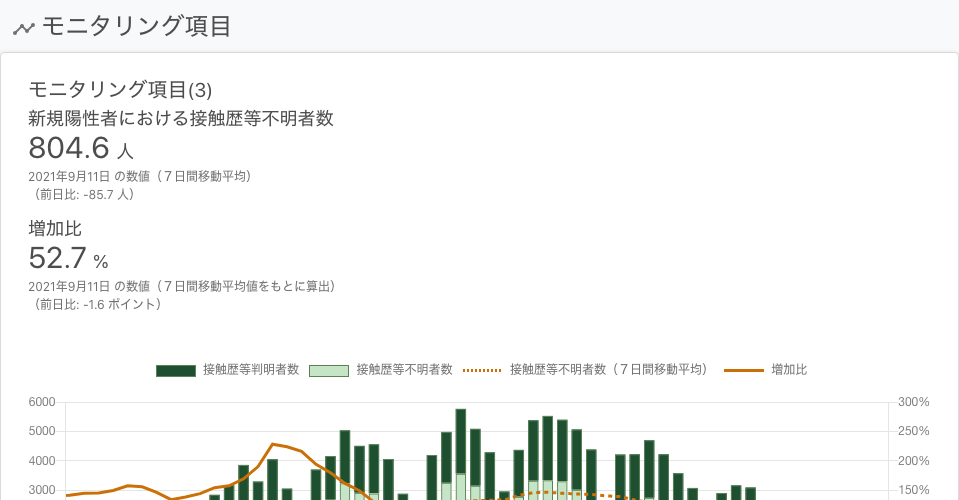 モニタリング項目
モニタリング項目(3)
新規陽性者における接触歴等不明者数
804.6 人
2021年9月11日 の数値（７日間移動平均）
（前日比: -85.7 人）
増加比
52.7 %
2021年9月11日 の数値（７日間移動平均値をもとに算出）
（前日比: -1.6 ポイント）
接触歴等判明者数 接触歴等不明者数 接触歴等不明者数（７日間移動平均） 増加比
6000 300%
5000 250%
4000 200%
3000 150%